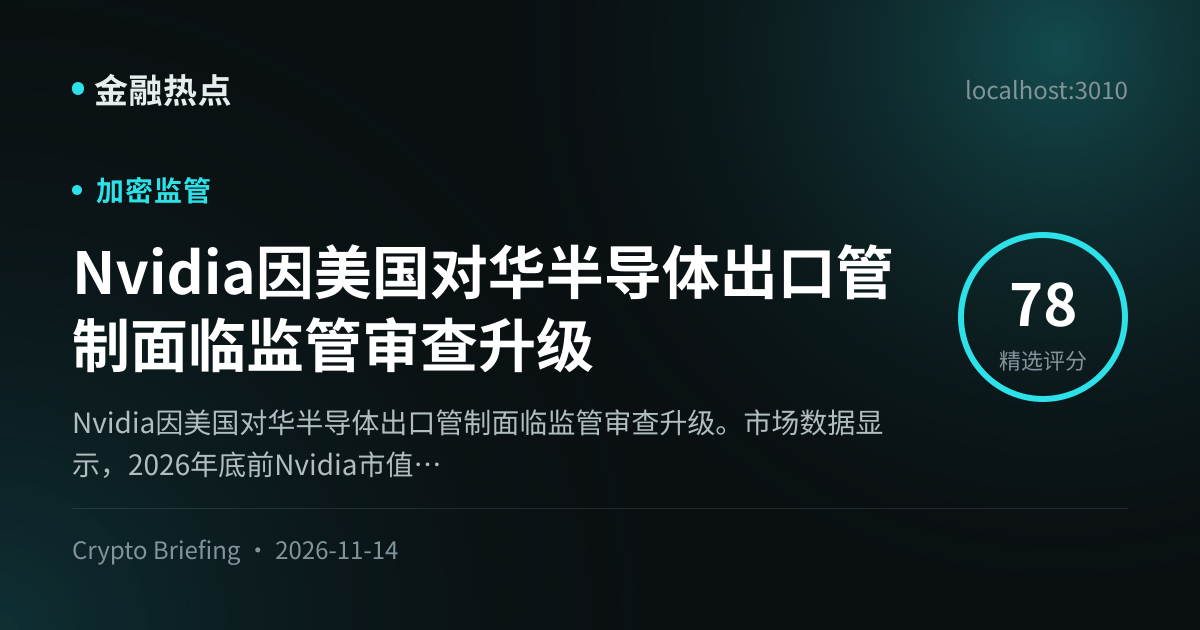 金融热点
localhost:3010
加密监管
Nvidia因美国对华半导体出口管
制面临监管审查升级
78
精选评分
Nvidia因美国对华半导体出口管制面临监管审查升级。市场数据显
示，2026年底前Nvidia市值…
Crypto Briefing · 2026-11-14